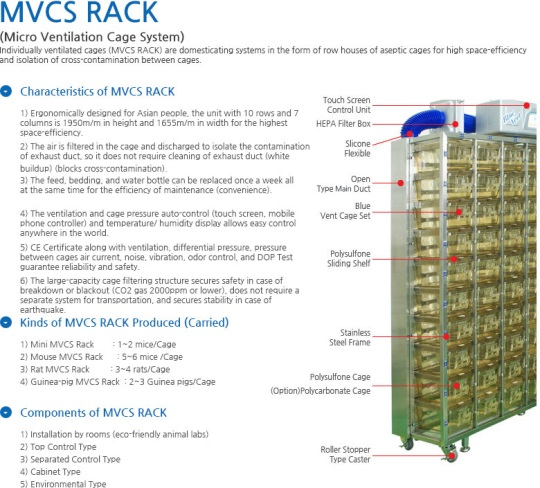 MVCS RACK
(Micro Ventilation Cage System)
Individually ventilated cages (MVCS RACK) are domesticating systems in the form of row houses of aseptic cages for high space-efficiency
and isolation of cross-contamination between cages.
Characteristics of MVCS RACK
1) Ergonomically designed for Asian people, the unit with 10 rows and 7
columns is 1950m/m in height and 1655m/m in width for the highest
space-efficiency.
2) The air is filtered in the cage and discharged to isolate the contamination
of exhaust duct, so it does not require cleaning of exhaust duct (white
buildup) (blocks cross-contamination).
3) The feed, bedding, and water bottle can be replaced once a week all
at the same time for the efficiency of maintenance (convenience).
4) The ventilation and cage pressure auto-control (touch screen, mobile
phone controller) and temperature/ humidity display allows easy control
anywhere in the world.
5) CE Certificate along with ventilation, differential pressure, pressure
between cages air current, noise, vibration, odor control, and DOP Test
guarantee reliability and safety.
6) The large-capacity cage filtering structure secures safety in case of
breakdown or blackout (CO2 gas 2000ppm or lower), does not require a
separate system for transportation, and secures stability in case of
earthquake.
Kinds of MVCS RACK Produced (Carried)
1) Mini MVCS Rack : 1~2 mice/Cage
2) Mouse MVCS Rack : 5~6 mice /Cage
3) Rat MVCS Rack : 3~4 rats/Cage
4) Guinea-pig MVCS Rack : 2~3 Guinea pigs/Cage
Components of MVCS RACK
1) Installation by rooms (eco-friendly animal labs)
2) Top Control Type
3) Separated Control Type
4) Cabinet Type
5) Environmental Type
Touch Screen
Control Unit
HEPA Filter Box
Slicone
Flexible
Open
Type Main Duct
Blue
Vent Cage Set
Polysulfone
Sliding Shelf
Stainless
Steel Frame
Polysulfone Cage
(Option)Polycarbonate Cage
Roller Stopper
Type Caster